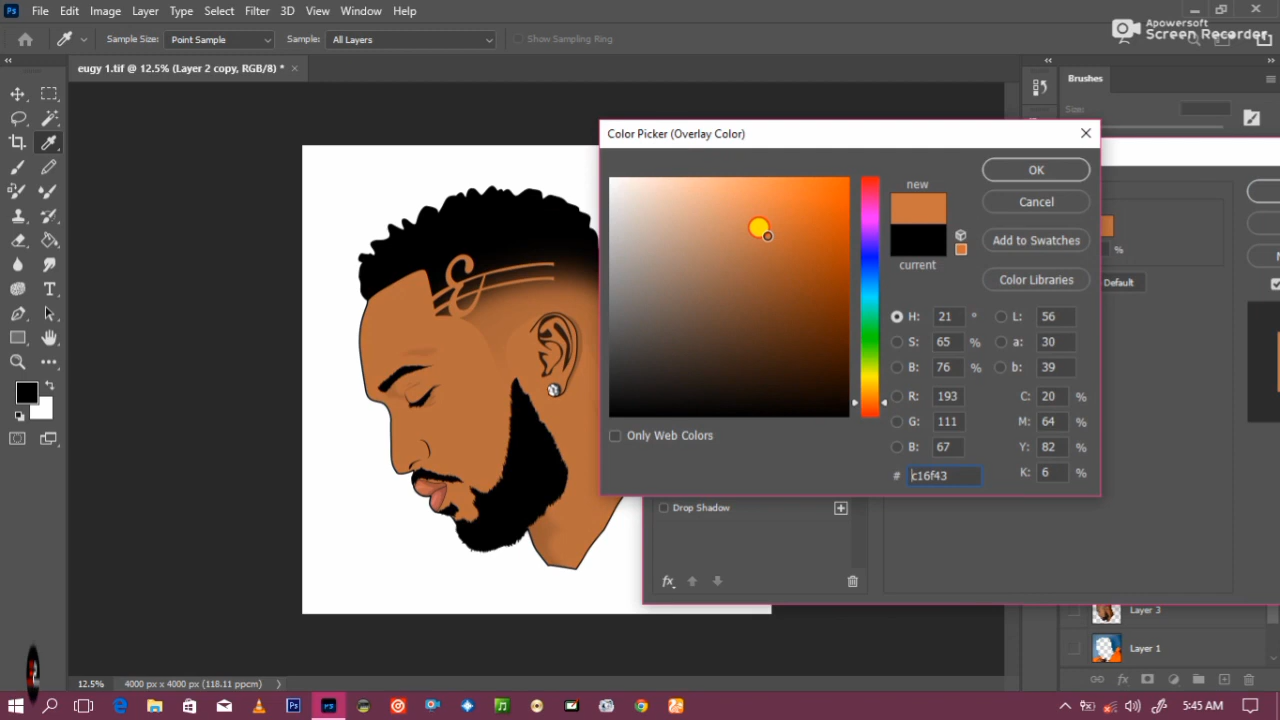 Ps File Edit Image Layer Type Select Filter 3D View Window Help
Apowersoft
Screen Recorder
Sample Size: Point Sample Sample: All Layers Show Sampling Ring
eugy 1.tif @ 12.5% (Layer 2 copy, RGB/8) *
Brushes
Size:
Color Picker (Overlay Color)
OK
new
Cancel
Add to Swatches
current
Color Libraries
%
Default
H: 21 ° L: 56
S: 65 % a: 30
B: 76 % b: 39
R: 193 C: 20 %
G: 111 M: 64 %
B: 67 Y: 82 %
# c16f43 K: 6 %
Only Web Colors
Drop Shadow
fx
Layer 3
Layer 1
fx
12.5% 4000 px x 4000 px (118.11 ppcm)
5:45 AM